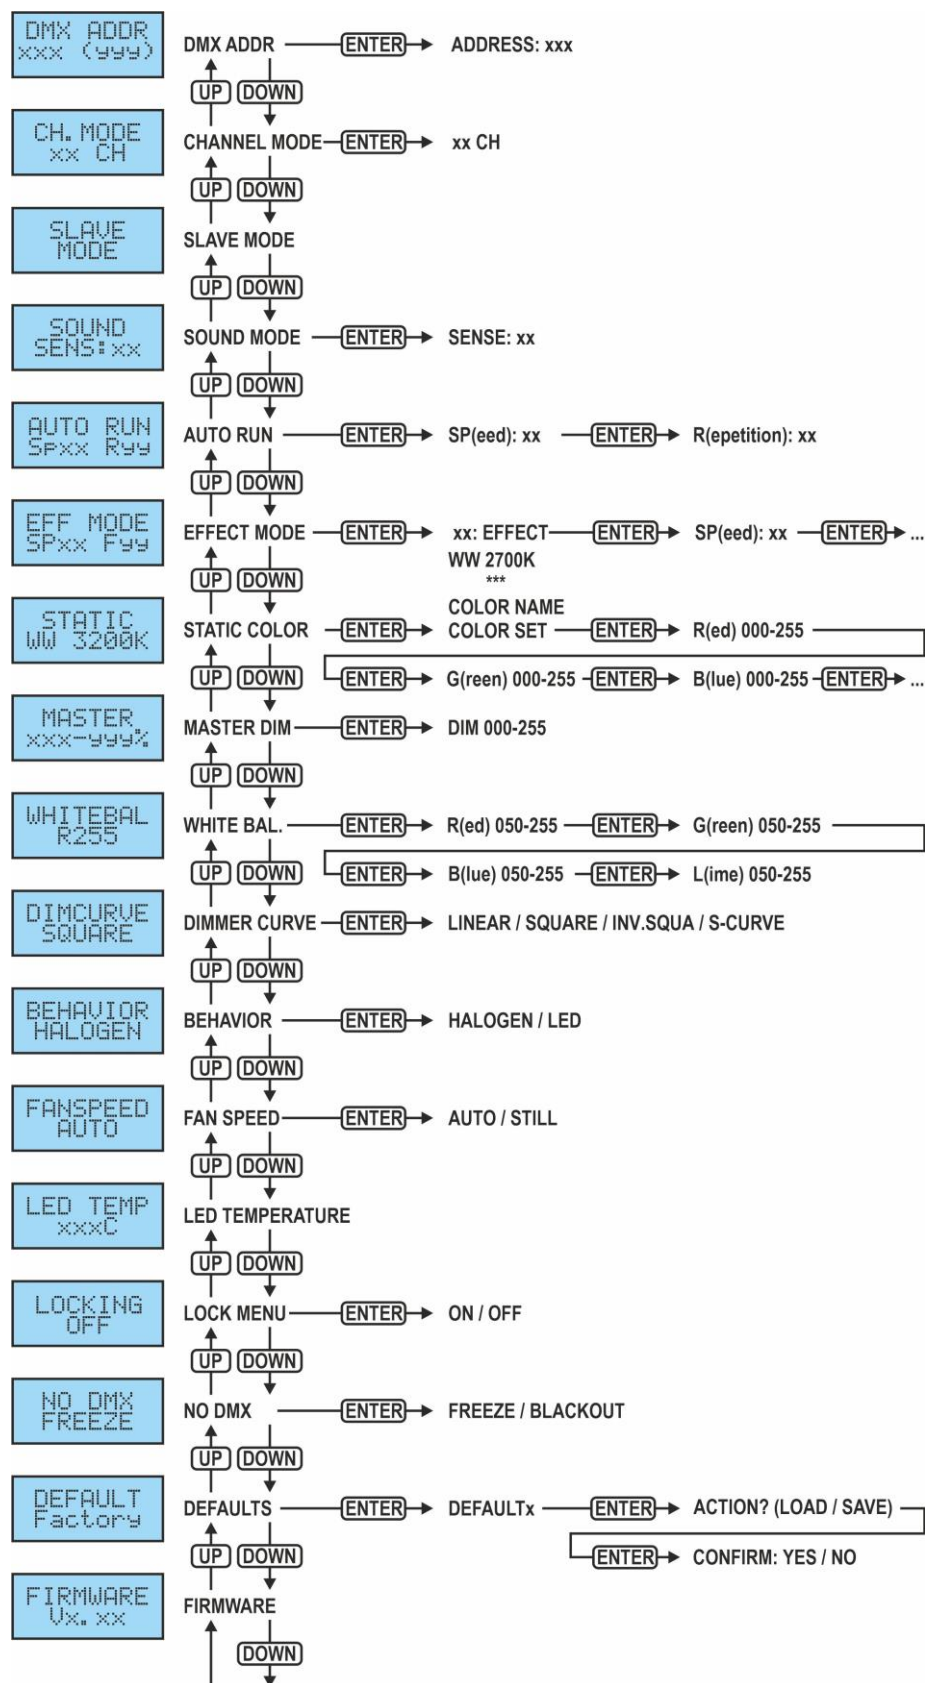 DMX ADDR
xxx (yyy)
DMX ADDR ENTER ADDRESS: xxx
UP DOWN
CH. MODE
xx CH
CHANNEL MODE ENTER xx CH
UP DOWN
SLAVE
MODE
SLAVE MODE
UP DOWN
SOUND
SENS:xx
SOUND MODE ENTER SENSE: xx
UP DOWN
AUTO RUN
SPxx Ryy
AUTO RUN ENTER SP(eed): xx ENTER R(epetition): xx
UP DOWN
EFF MODE
SPxx Fyy
EFFECT MODE ENTER xx: EFFECT ENTER SP(eed): xx ENTER ...
WW 2700K
UP DOWN
***
COLOR NAME
STATIC
WW 3200K
STATIC COLOR ENTER COLOR SET ENTER R(ed) 000-255
UP DOWN ENTER G(reen) 000-255 ENTER B(lue) 000-255 ENTER ...
MASTER
xxx-yyy%
MASTER DIM ENTER DIM 000-255
UP DOWN
WHITEBAL
R255
WHITE BAL. ENTER R(ed) 050-255 ENTER G(reen) 050-255
UP DOWN ENTER B(lue) 050-255 ENTER L(ime) 050-255
DIMCURVE
SQUARE
DIMMER CURVE ENTER LINEAR / SQUARE / INV.SQUA / S-CURVE
UP DOWN
BEHAVIOR
HALOGEN
BEHAVIOR ENTER HALOGEN / LED
UP DOWN
FANSPEED
AUTO
FAN SPEED ENTER AUTO / STILL
UP DOWN
LED TEMP
xxxC
LED TEMPERATURE
UP DOWN
LOCKING
OFF
LOCK MENU ENTER ON / OFF
UP DOWN
NO DMX
FREEZE
NO DMX ENTER FREEZE / BLACKOUT
UP DOWN
DEFAULT
Factory
DEFAULTS ENTER DEFAULTx ENTER ACTION? (LOAD / SAVE)
UP DOWN ENTER CONFIRM: YES / NO
FIRMWARE
Vx.xx
FIRMWARE
DOWN